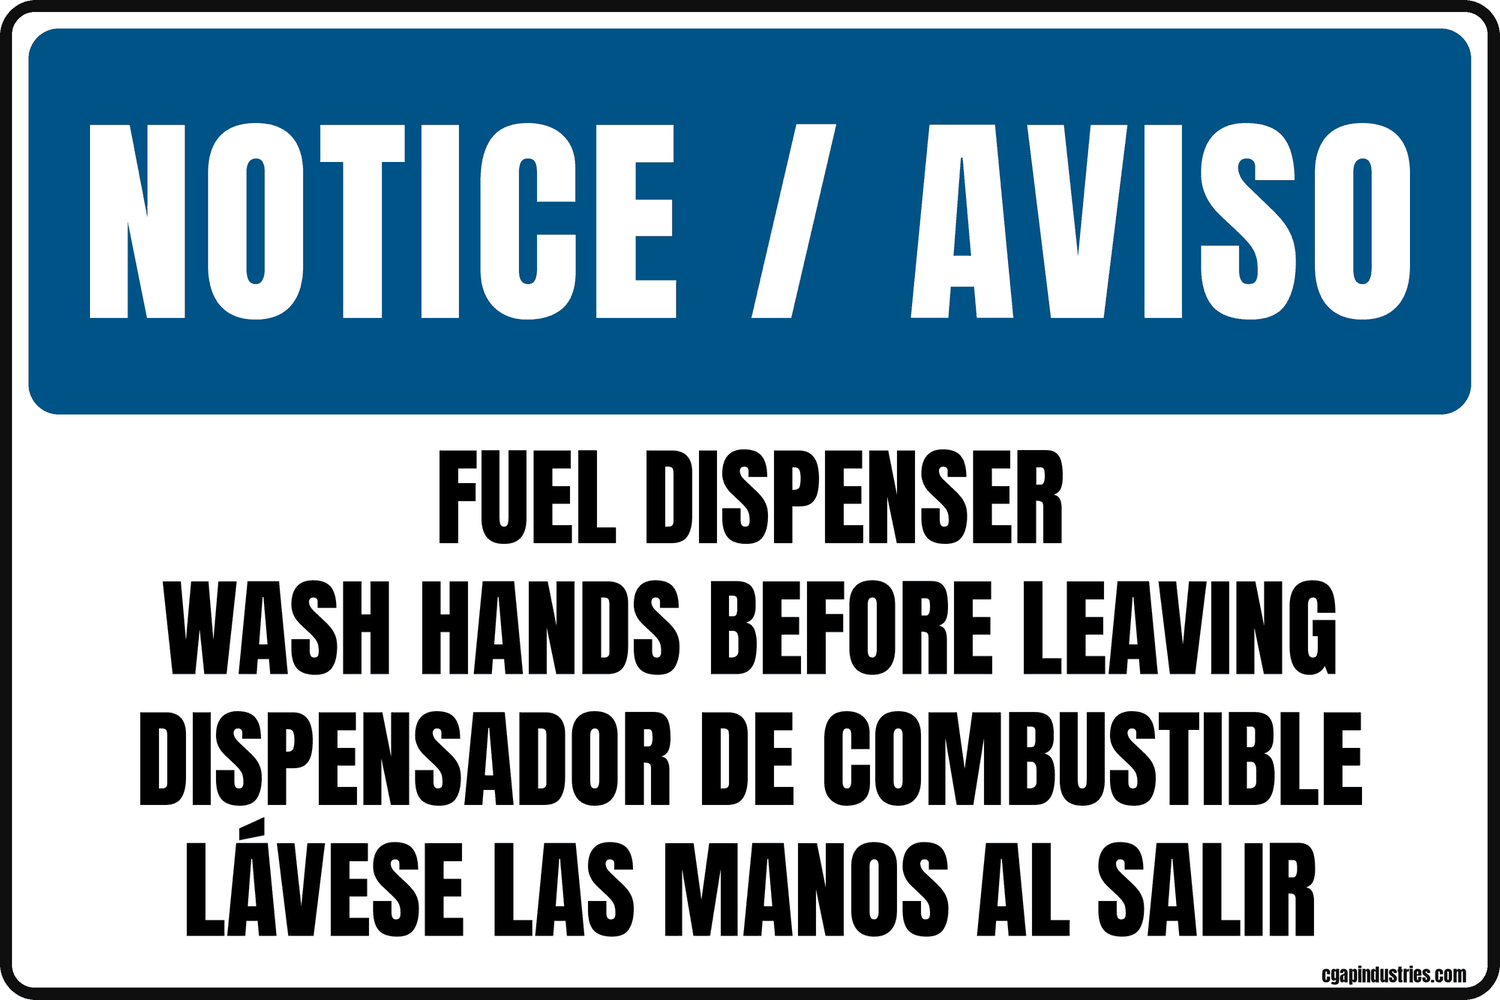 NOTICE / AVISO
FUEL DISPENSER
WASH HANDS BEFORE LEAVING
DISPENSADOR DE COMBUSTIBLE
LÁVESE LAS MANOS AL SALIR
cgapindustries.com